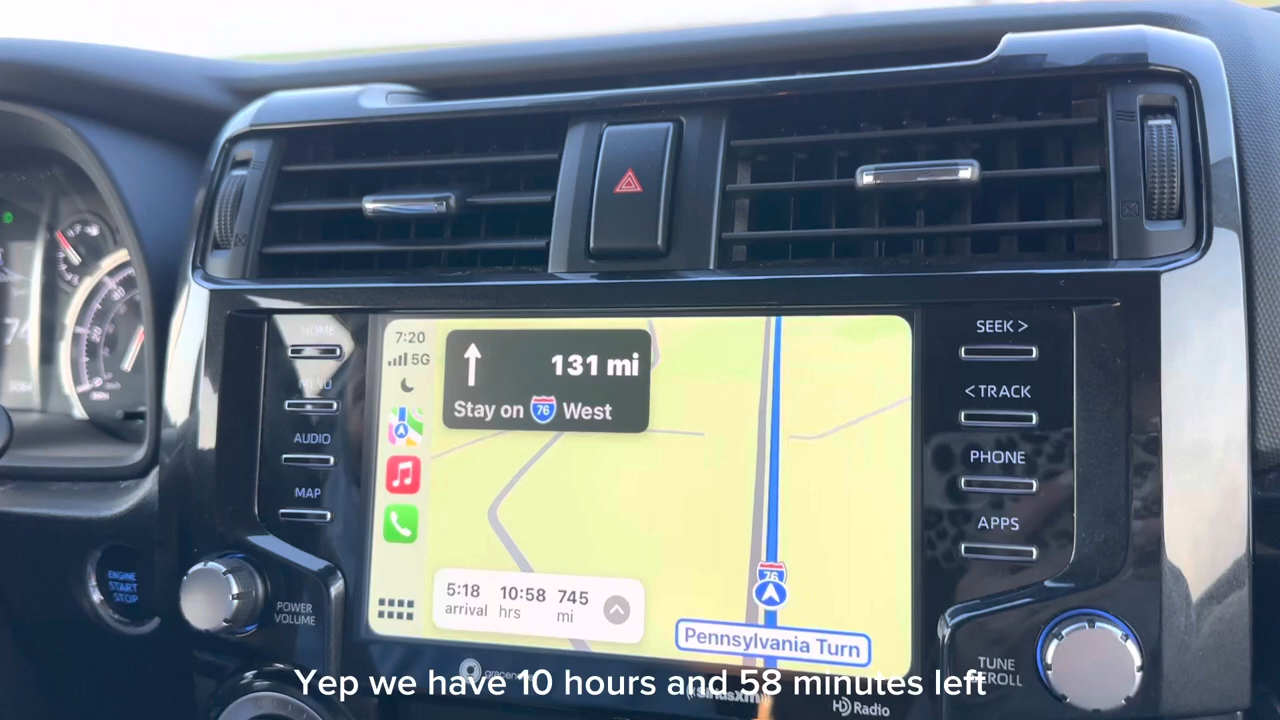 HOME
MENU
AUDIO
MAP
ENGINE
START
STOP
POWER
VOLUME
7:20
5G
131 mi
Stay on 76 West
76
5:18 10:58 745
arrival hrs mi
Pennsylvania Turn
SEEK >
< TRACK
PHONE
APPS
TUNE
SCROLL
SiriusXM
HD Radio
Yep we have 10 hours and 58 minutes left